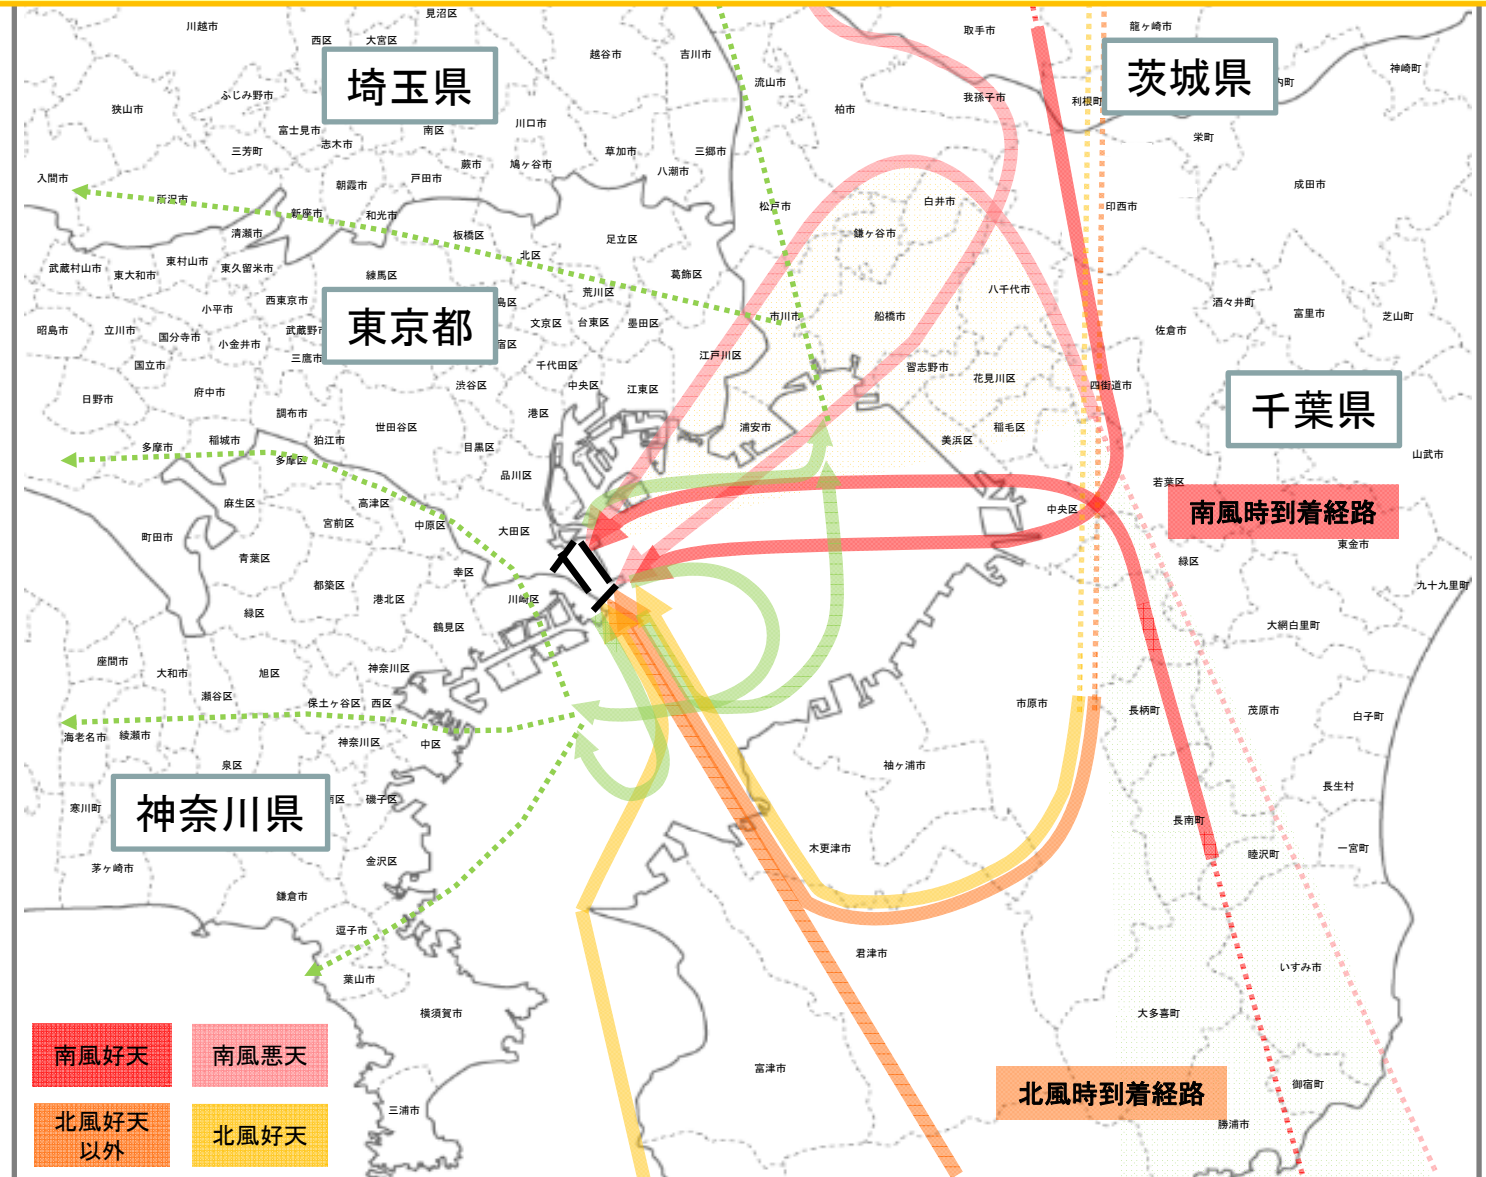 見沼区
川越市
西区
大宮区
越谷市
吉川市
取手市
龍ヶ崎市
埼玉県
茨城県
神崎町
内町
流山市
柏市
我孫子市
利根町
ふじみ野市
狭山市
富士見市
南区
川口市
栄町
志木市
三芳町
草加市
三郷市
蕨市
鳩ヶ谷市
八潮市
入間市
朝霞市
戸田市
成田市
所沢市
新座市
和光市
松戸市
白井市
印西市
清瀬市
板橋区
足立区
鎌ヶ谷市
北区
武蔵村山市
東大和市
東村山市
東久留米市
練馬区
葛飾区
荒川区
八千代市
小平市
西東京市
東京都
島区
酒々井町
富里市
芝山町
昭島市
立川市
国分寺市
小金井市
武蔵野市
文京区
台東区
墨田区
市川市
船橋市
佐倉市
宿区
国立市
三鷹市
千代田区
江戸川区
習志野市
日野市
府中市
渋谷区
中央区
江東区
花見川区
四街道市
千葉県
調布市
港区
世田谷区
浦安市
稲毛区
美浜区
多摩市
稲城市
狛江市
目黒区
山武市
多摩区
品川区
若葉区
麻生区
高津区
中央区
南風時到着経路
町田市
宮前区
中原区
大田区
東金市
青葉区
緑区
幸区
都築区
港北区
川崎区
九十九里町
緑区
鶴見区
大網白里町
座間市
大和市
旭区
神奈川区
瀬谷区
保土ヶ谷区
西区
市原市
長柄町
茂原市
白子町
海老名市
綾瀬市
神奈川区
中区
泉区
袖ヶ浦市
長生村
神奈川県
寒川町
南区
磯子区
長南町
木更津市
睦沢町
一宮町
茅ヶ崎市
金沢区
鎌倉市
逗子市
君津市
いすみ市
葉山市
横須賀市
大多喜町
南風好天
南風悪天
富津市
御宿町
北風時到着経路
三浦市
勝浦市
北風好天
以外
北風好天